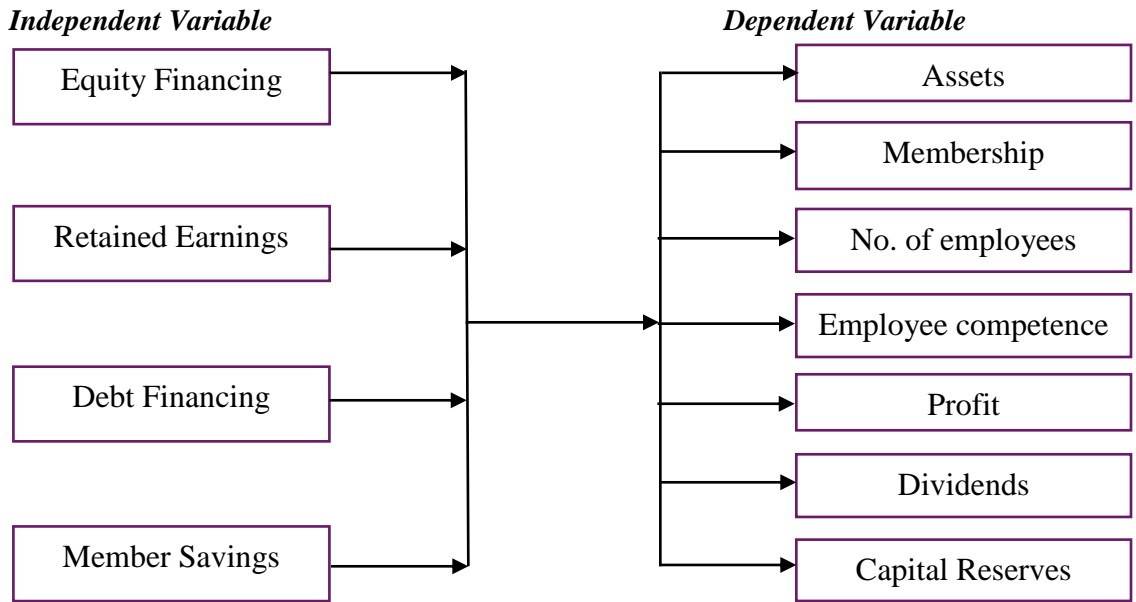 Independent Variable
Dependent Variable
Equity Financing
Retained Earnings
Debt Financing
Member Savings
Assets
Membership
No. of employees
Employee competence
Profit
Dividends
Capital Reserves